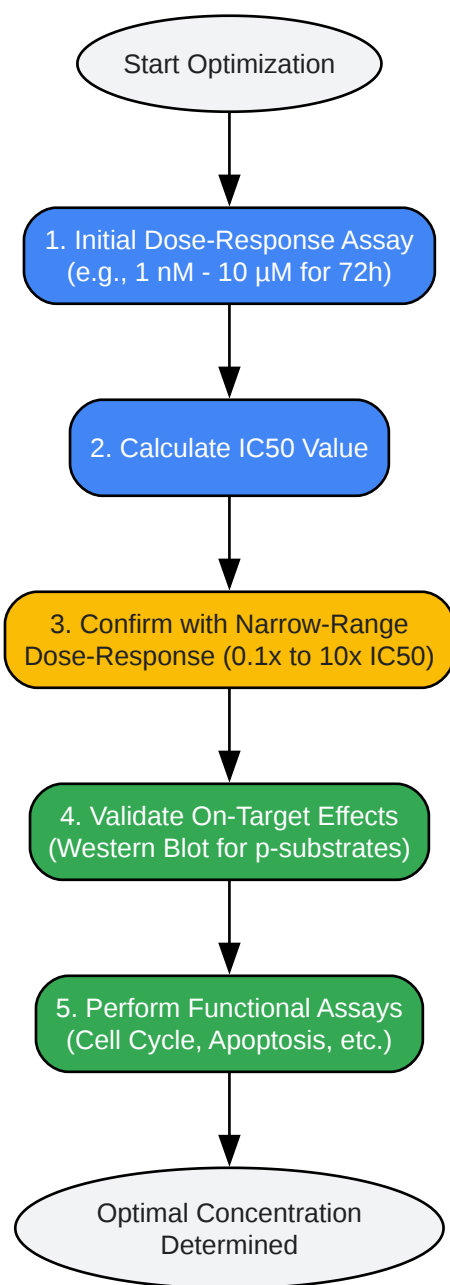 Start Optimization
1. Initial Dose-Response Assay
(e.g., 1 nM - 10 µM for 72h)
2. Calculate IC50 Value
3. Confirm with Narrow-Range
Dose-Response (0.1x to 10x IC50)
4. Validate On-Target Effects
(Western Blot for p-substrates)
5. Perform Functional Assays
(Cell Cycle, Apoptosis, etc.)
Optimal Concentration
Determined